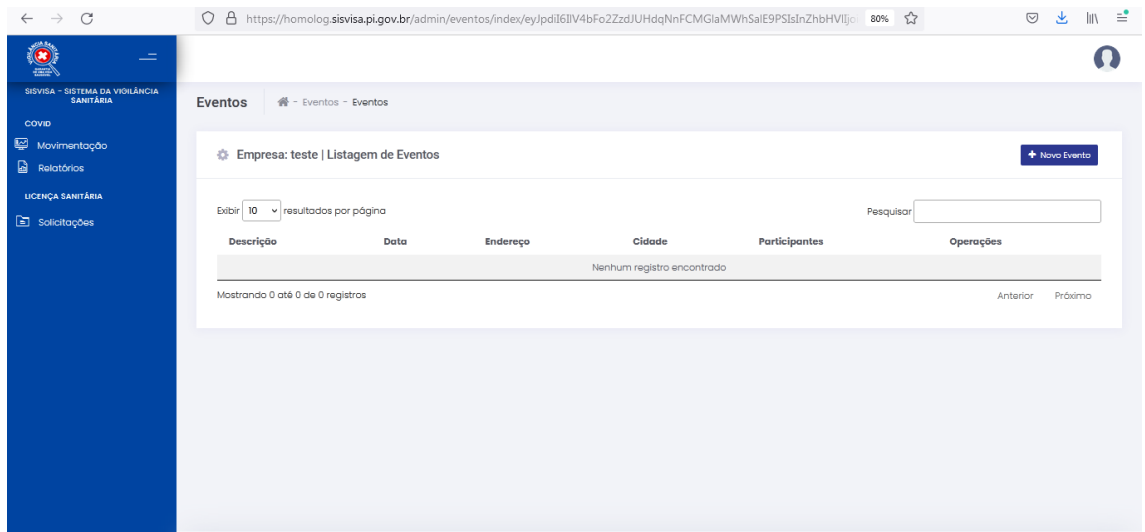 https://homolog.sisvisa.pi.gov.br/admin/eventos/index/
80%
SISVISA - SISTEMA DA VIGILÂNCIA
SANITÁRIA
COVID
Movimentação
Relatórios
LICENÇA SANITÁRIA
Solicitações
Eventos
- Eventos - Eventos
Empresa: teste | Listagem de Eventos
+ Novo Evento
Exibir 10 resultados por página
Pesquisar
Descrição Data Endereço Cidade Participantes Operações
Nenhum registro encontrado
Mostrando 0 até 0 de 0 registros
Anterior Próximo